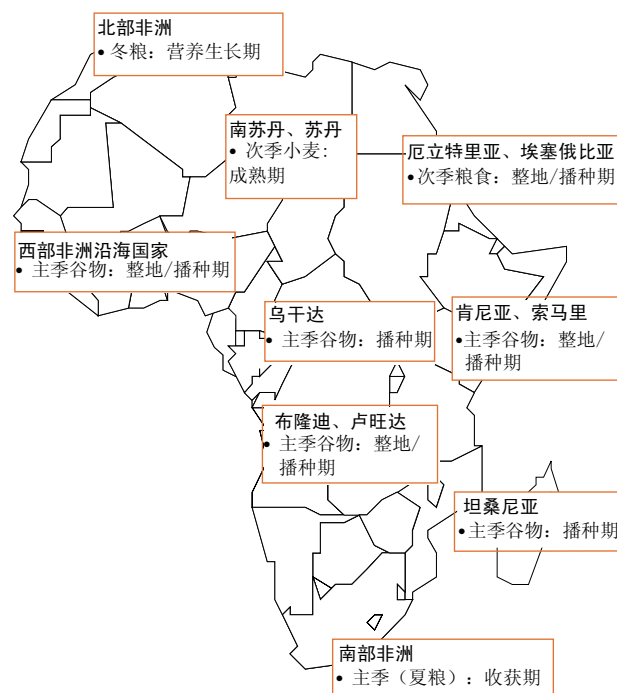 北部非洲
• 冬粮：营养生长期
南苏丹、苏丹
• 次季小麦：
成熟期
厄立特里亚、埃塞俄比亚
• 次季粮食：整地/播种期
西部非洲沿海国家
• 主季谷物：整地/播种期
乌干达
• 主季谷物：播种期
肯尼亚、索马里
• 主季谷物：整地/
播种期
布隆迪、卢旺达
• 主季谷物：整地/
播种期
坦桑尼亚
• 主季谷物：播种期
南部非洲
• 主季（夏粮）：收获期